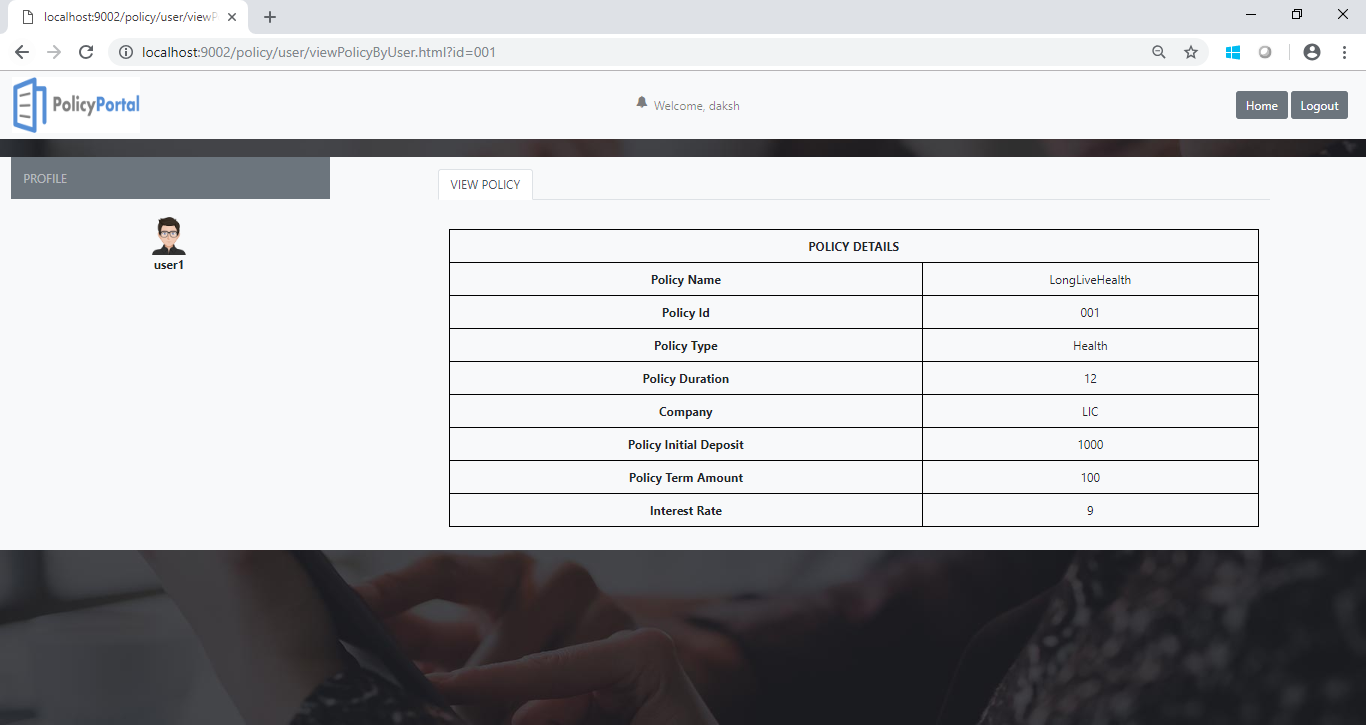 localhost:9002/policy/user/viewP
localhost:9002/policy/user/viewPolicyByUser.html?id=001
PolicyPortal
Welcome, daksh
Home
Logout
PROFILE
user1
VIEW POLICY
POLICY DETAILS
Policy Name LongLiveHealth
Policy Id 001
Policy Type Health
Policy Duration 12
Company LIC
Policy Initial Deposit 1000
Policy Term Amount 100
Interest Rate 9